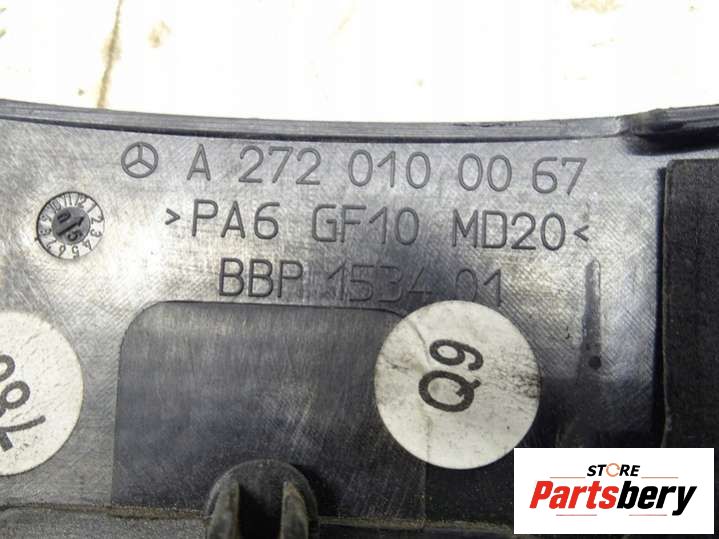 A 272 010 00 67
>PA6 GF10 MD20<
BBP 1534 01
Q9
STORE
Partsbery